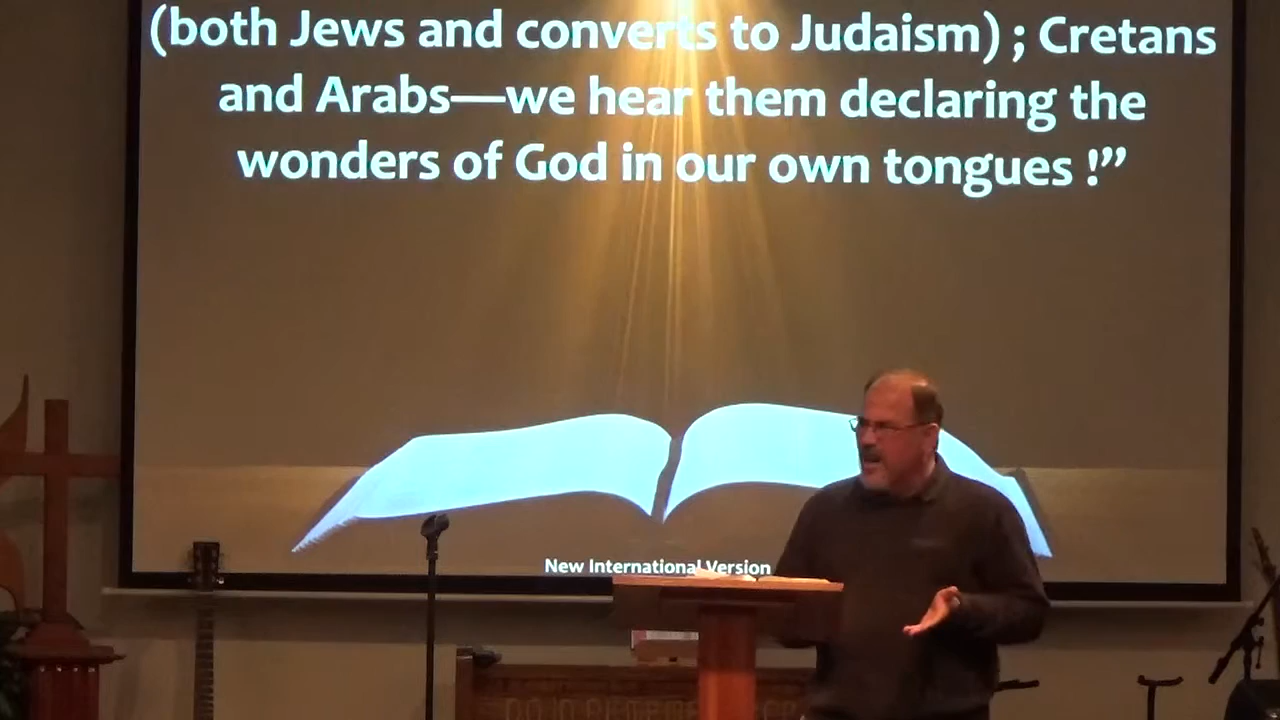 (both Jews and converts to Judaism) ; Cretans
and Arabs—we hear them declaring the
wonders of God in our own tongues !”
New International Version